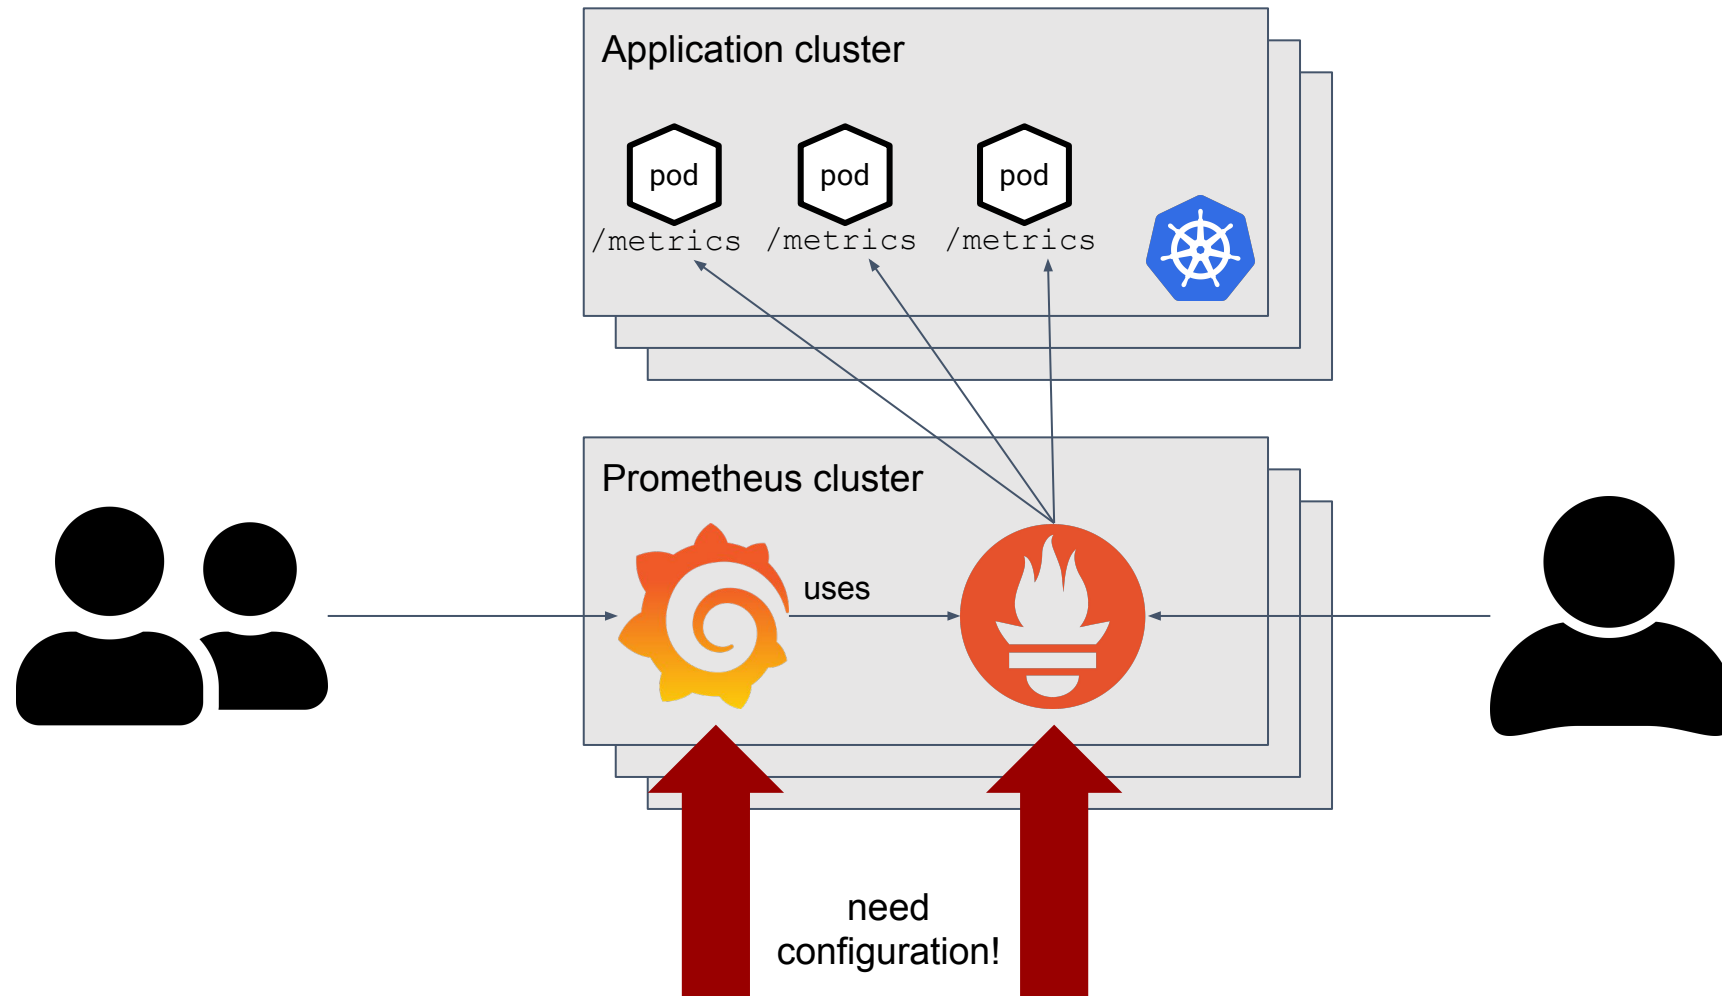 Application cluster
pod pod pod
/metrics /metrics /metrics
Prometheus cluster
uses
need
configuration!